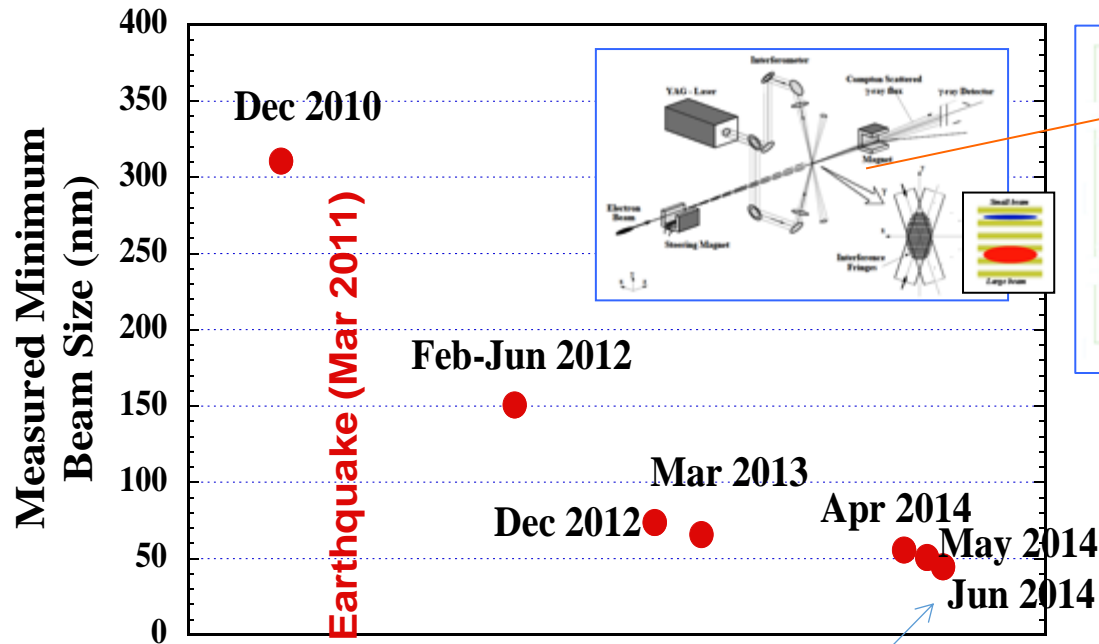 Measured Minimum
Beam Size (nm)
400
350
300
250
200
150
100
50
0
Dec 2010
Earthquake (Mar 2011)
Feb-Jun 2012
Dec 2012
Mar 2013
Apr 2014
May 2014
Jun 2014
Interferometer
YAG - Laser
Compton Scattered
γ-ray flux
γ-ray Detector
Magnet
Electron
Beam
Steering Magnet
Interference
Fringes
Small beam
Large beam